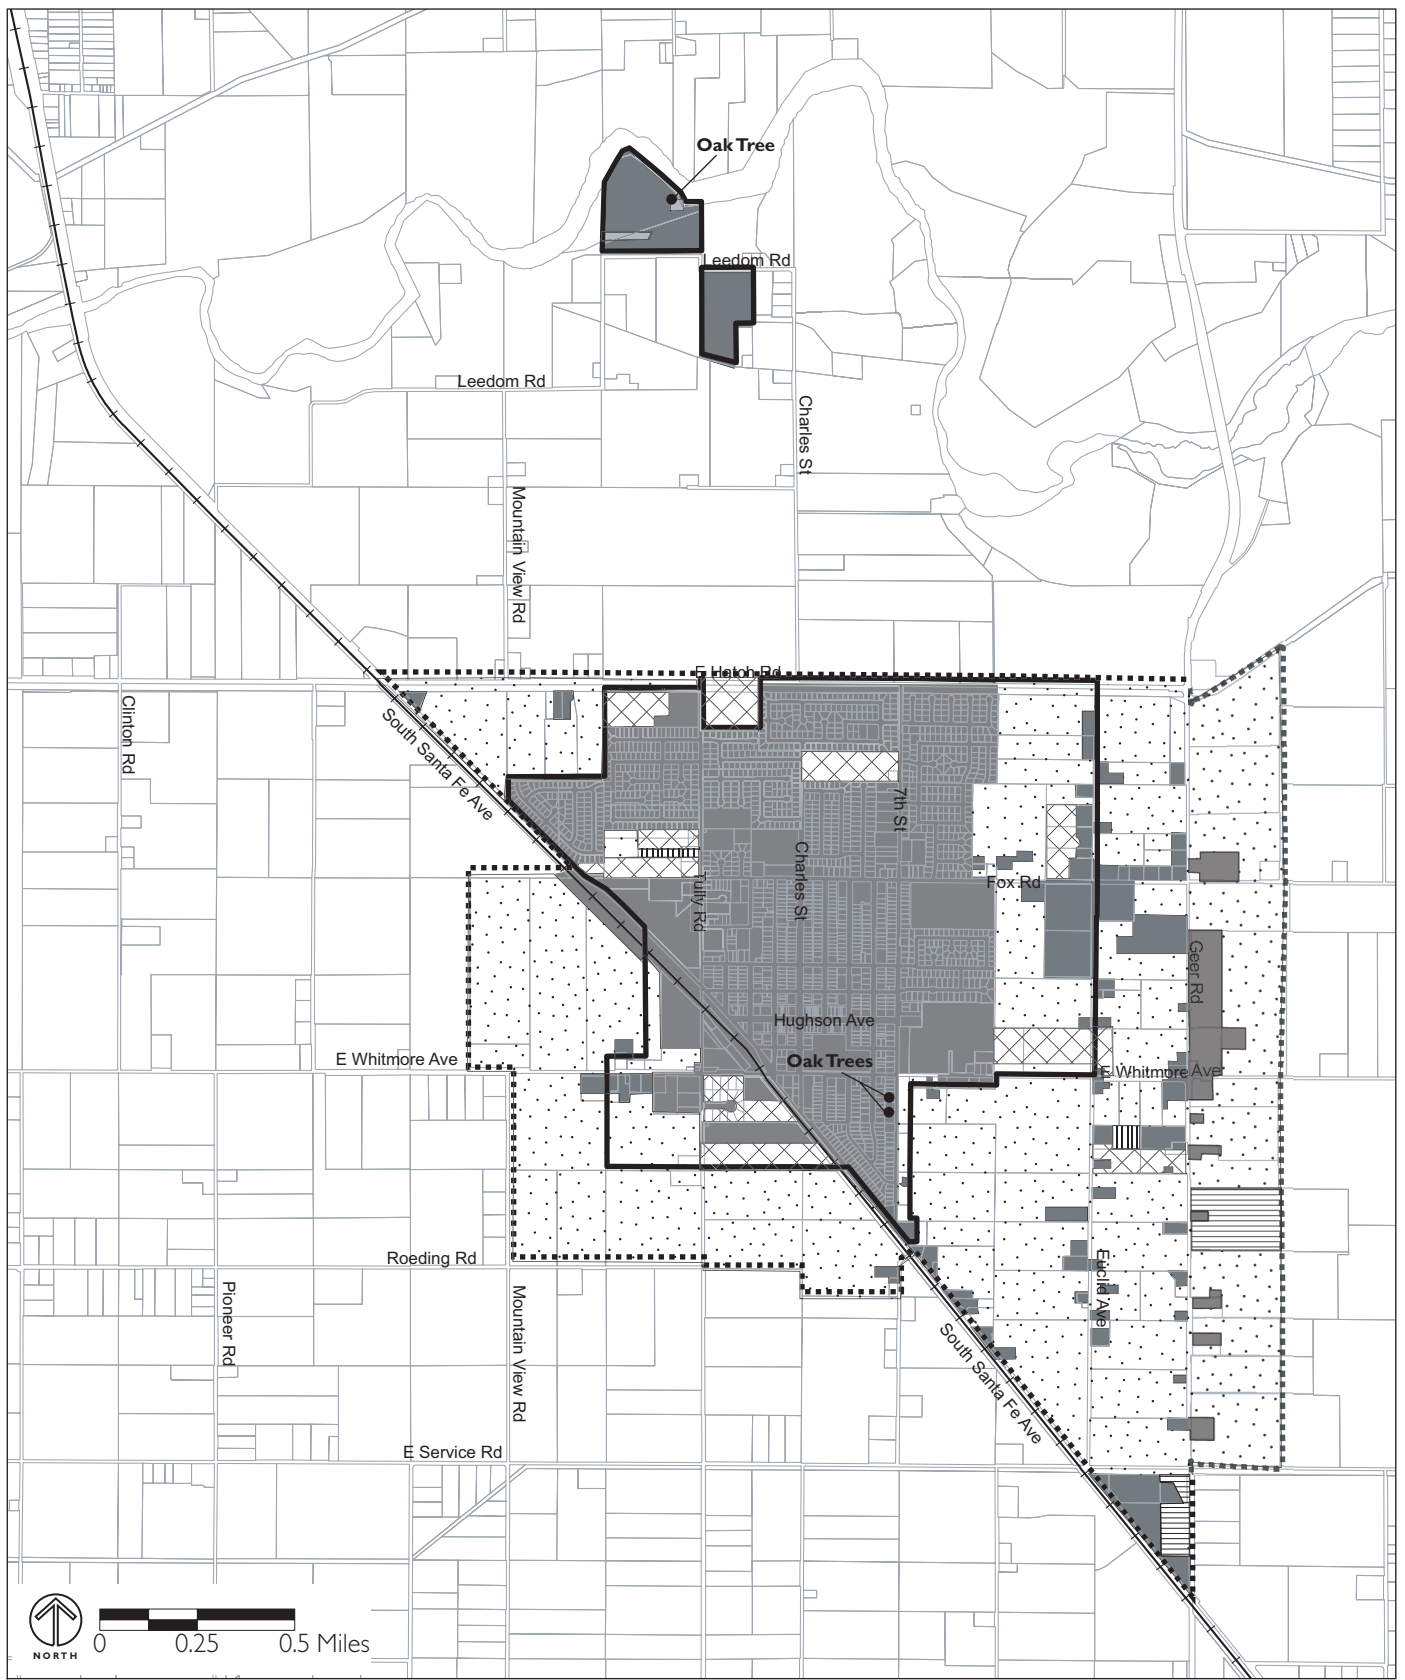 Oak Tree
Leedom Rd
Leedom Rd
Charles St
Mountain View Rd
E Hatch Rd
Clinton Rd
South Santa Fe Ave
7th St
Charles St
Tully Rd
Fox Rd
Geer Rd
Hughson Ave
E Whitmore Ave
Oak Trees
E Whitmore Ave
Roeding Rd
Euclid Ave
Pioneer Rd
Mountain View Rd
South Santa Fe Ave
E Service Rd
NORTH
0 0.25 0.5 Miles